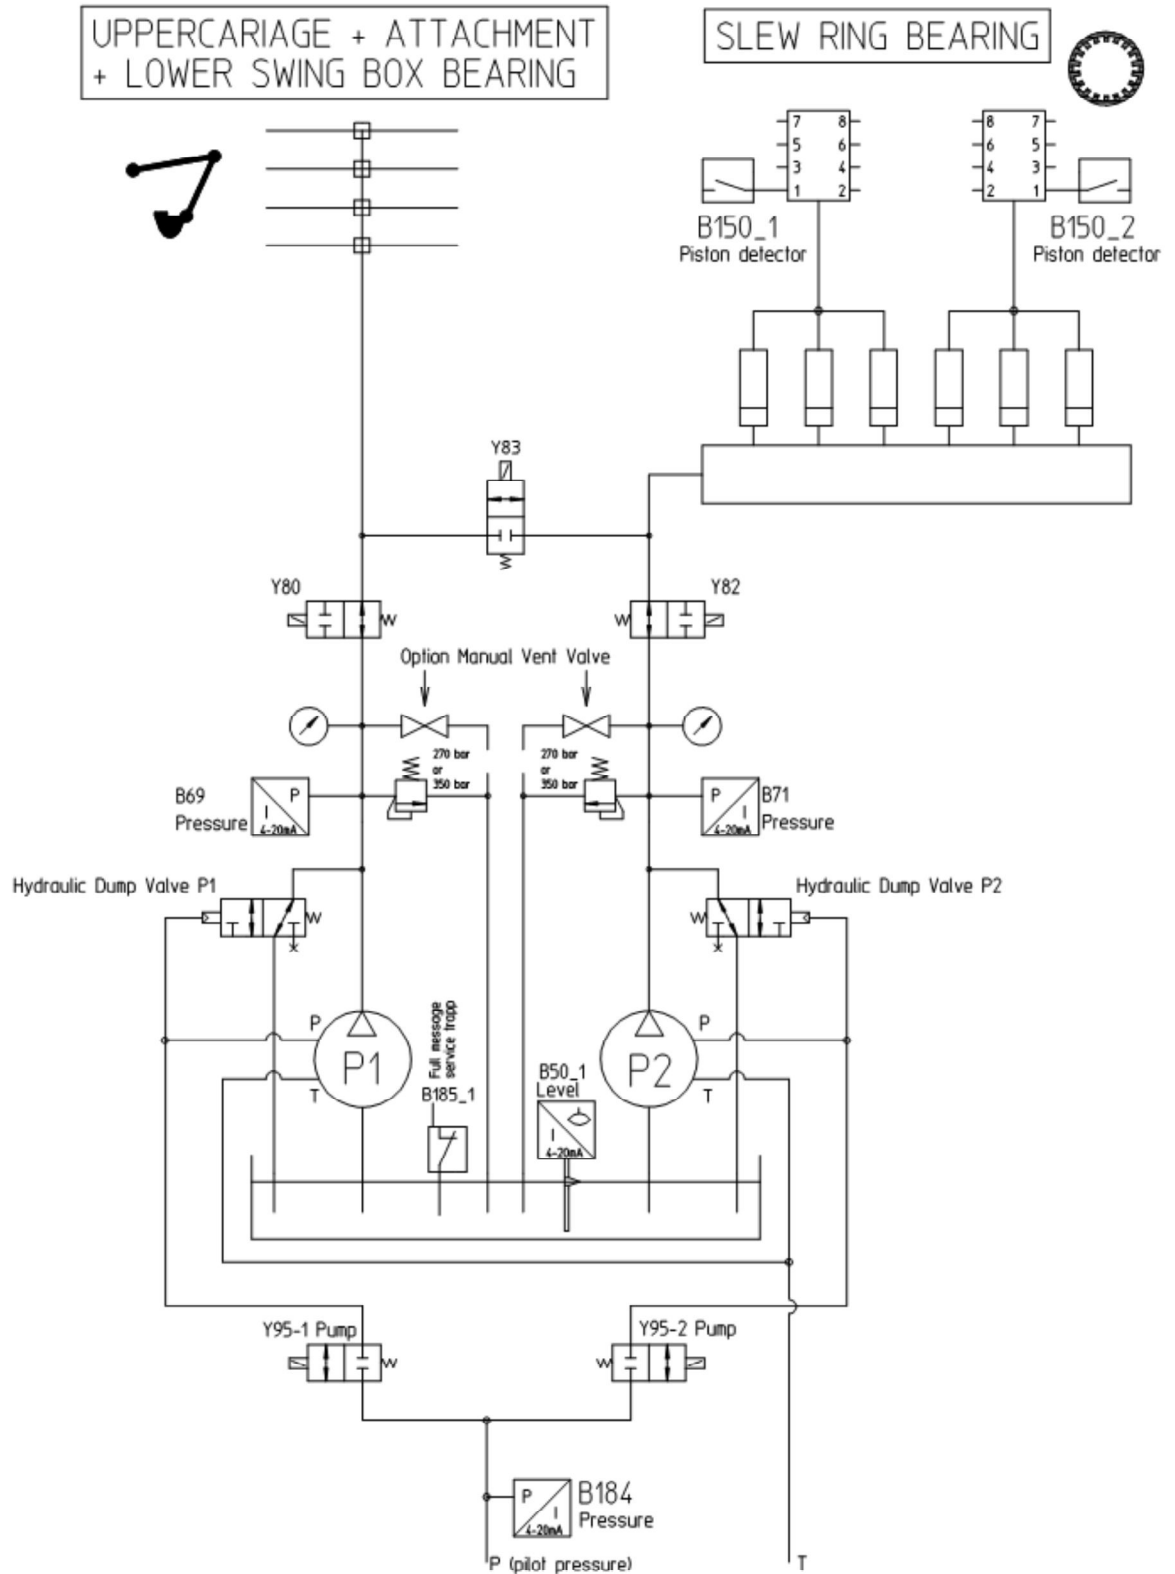 UPPERCARIAGE + ATTACHMENT
+ LOWER SWING BOX BEARING
SLEW RING BEARING
7 8
5 6
3 4
1 2
8 7
6 5
4 3
2 1
B150_1
Piston detector
B150_2
Piston detector
Y83
Y80
Y82
Option Manual Vent Valve
270 bar
or
350 bar
270 bar
or
350 bar
B69
Pressure
P
I
4-20mA
P
I
4-20mA
B71
Pressure
Hydraulic Dump Valve P1
Hydraulic Dump Valve P2
P
P1
T
Full message
service trapp
B185_1
B50_1
Level
I
4-20mA
P
P2
T
Y95-1 Pump
Y95-2 Pump
P
I
4-20mA
B184
Pressure
P (pilot pressure)
T